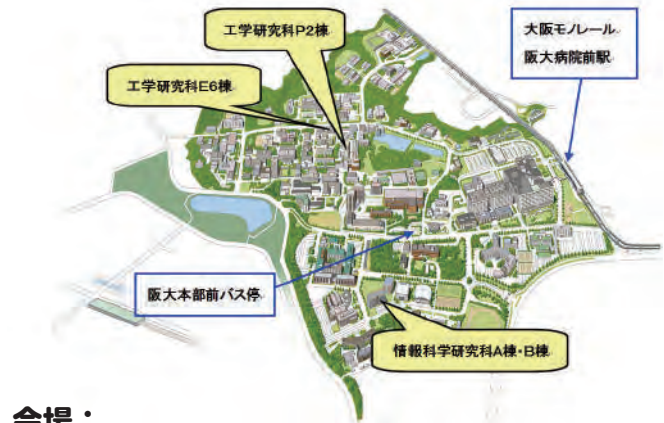 工学研究科P2棟
大阪モノレール
阪大病院前駅
工学研究科E6棟
阪大本部前バス停
情報科学研究科A棟・B棟
会場：